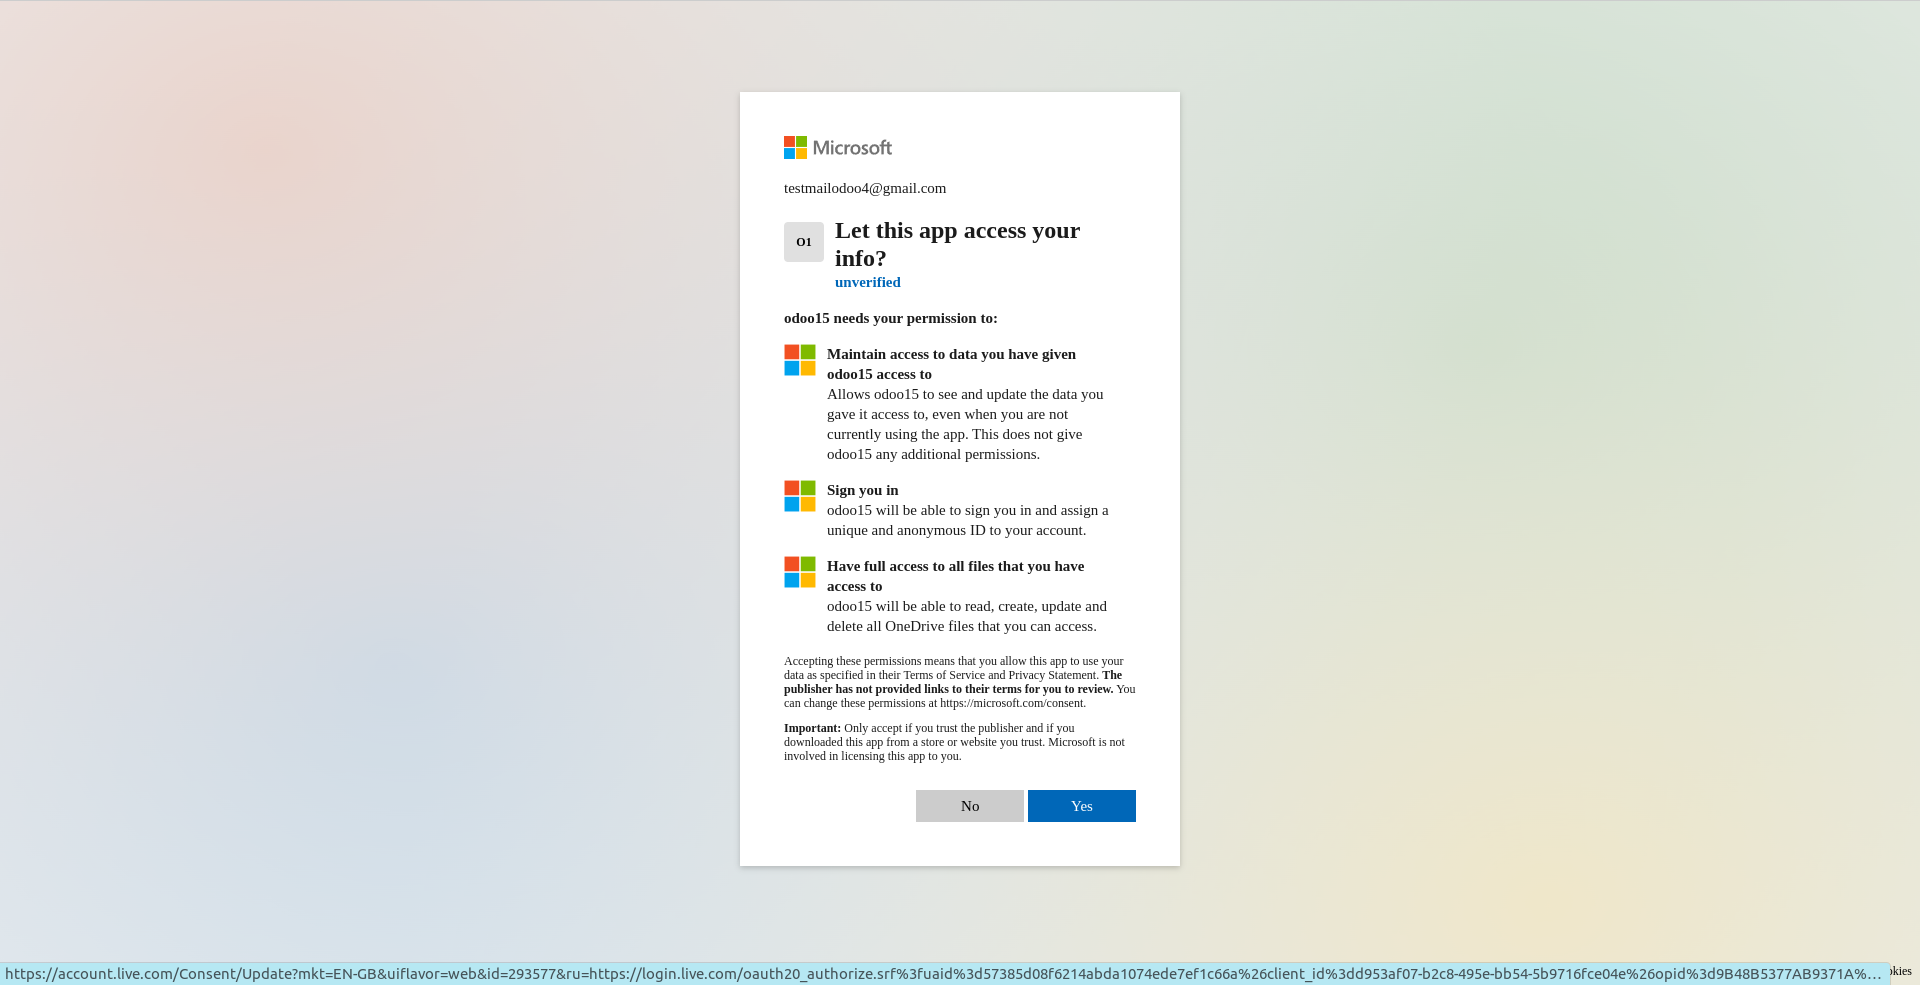 Microsoft
testmailodoo4@gmail.com
O1
Let this app access your
info?
unverified
odoo15 needs your permission to:
Maintain access to data you have given
odoo15 access to
Allows odoo15 to see and update the data you
gave it access to, even when you are not
currently using the app. This does not give
odoo15 any additional permissions.
Sign you in
odoo15 will be able to sign you in and assign a
unique and anonymous ID to your account.
Have full access to all files that you have
access to
odoo15 will be able to read, create, update and
delete all OneDrive files that you can access.
Accepting these permissions means that you allow this app to use your
data as specified in their Terms of Service and Privacy Statement. The
publisher has not provided links to their terms for you to review. You
can change these permissions at https://microsoft.com/consent.
Important: Only accept if you trust the publisher and if you
downloaded this app from a store or website you trust. Microsoft is not
involved in licensing this app to you.
No Yes
https://account.live.com/Consent/Update?mkt=EN-GB&uiflavor=web&id=293577&ru=https://login.live.com/oauth20_authorize.srf%3fuaid%3d57385d08f6214abda1074ede7ef1c66a%26client_id%3dd953af07-b2c8-495e-bb54-5b9716fce04e%26opid%3d9B48B5377AB9371A%…